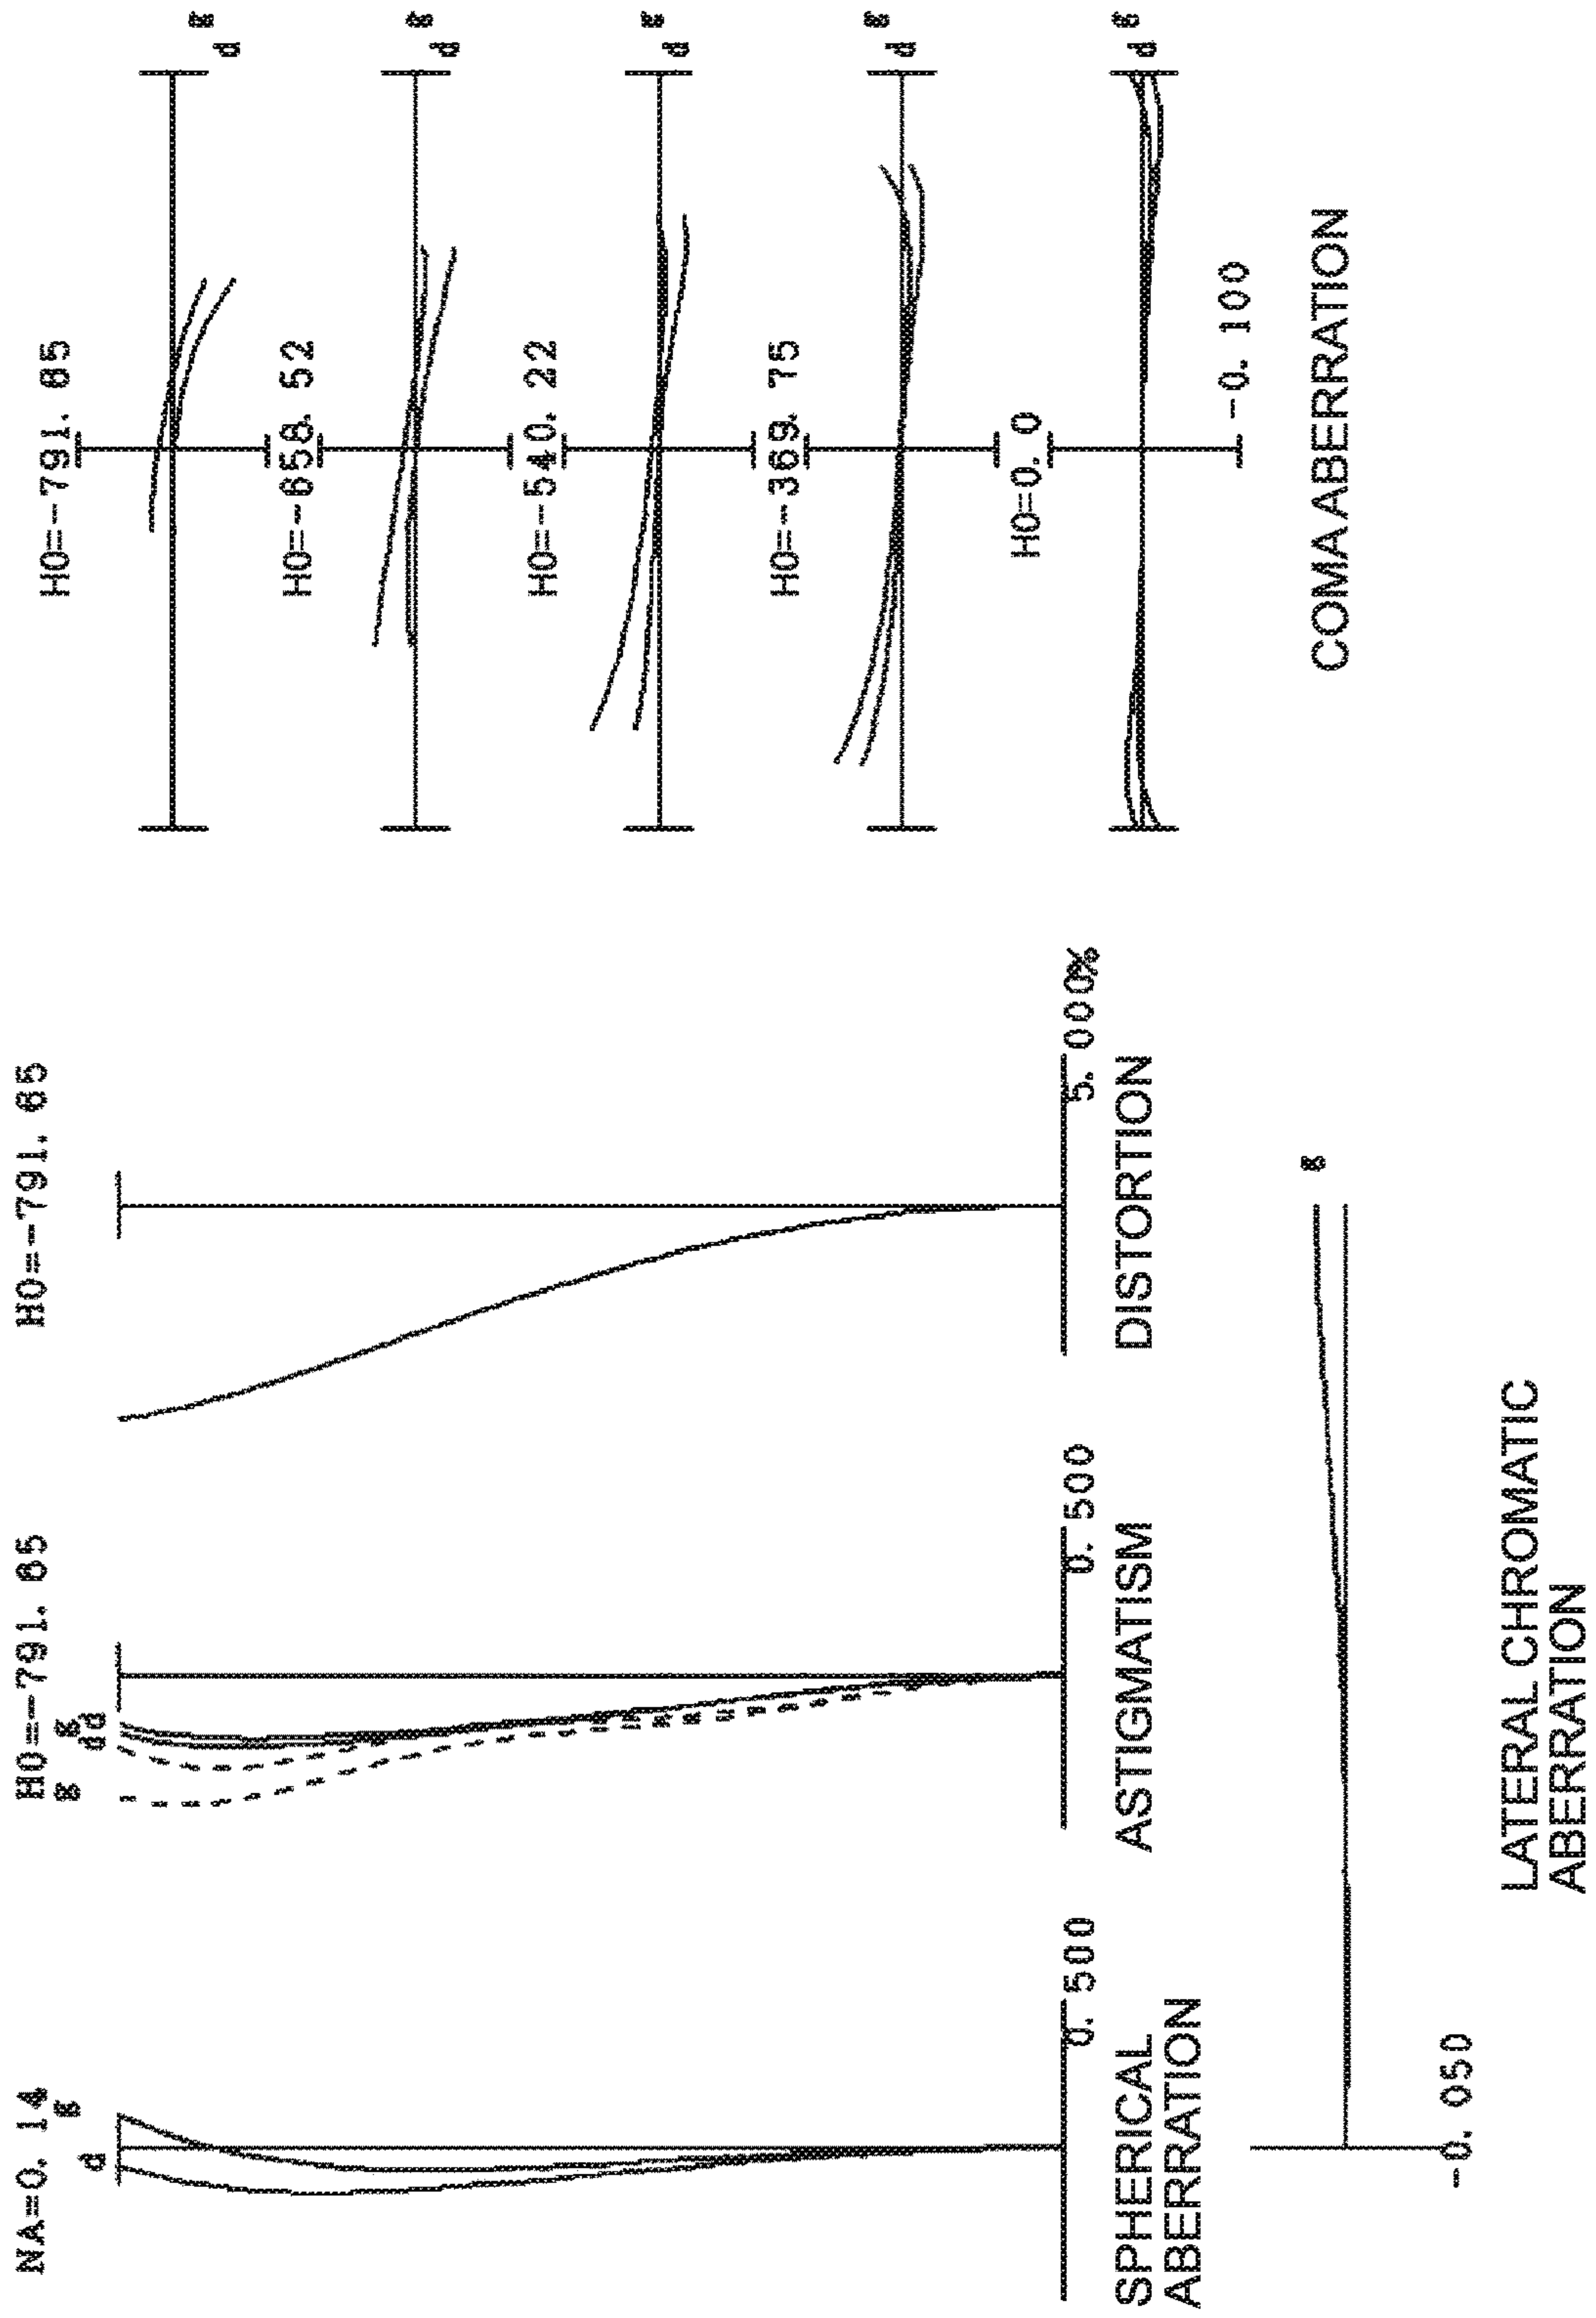 NA=0. 14
d
g
0. 500
SPHERICAL
ABERRATION
HO=-791. 65
g
d
g
d
0. 500
ASTIGMATISM
HO=-791. 65
5. 000%
DISTORTION
g
-0. 050
LATERAL CHROMATIC
ABERRATION
HO=-791. 65
g
d
HO=-658. 52
g
d
HO=-540. 22
g
d
HO=-369. 75
g
d
HO=0. 0
g
d
-0. 100
COMA ABERRATION